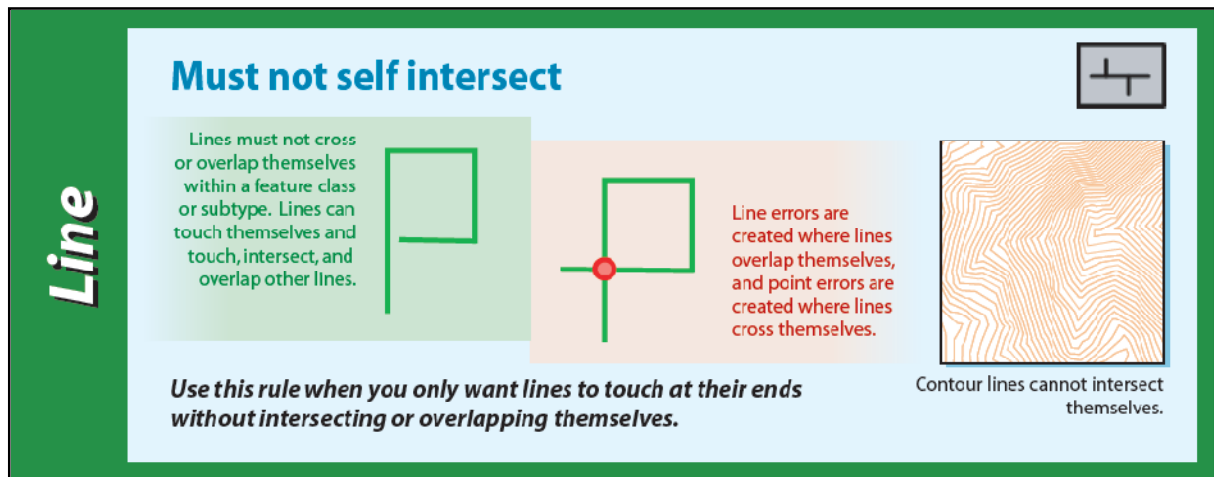 Line
Must not self intersect
Lines must not cross
or overlap themselves
within a feature class
or subtype. Lines can
touch themselves and
touch, intersect, and
overlap other lines.
Line errors are
created where lines
overlap themselves,
and point errors are
created where lines
cross themselves.
Contour lines cannot intersect
themselves.
Use this rule when you only want lines to touch at their ends
without intersecting or overlapping themselves.